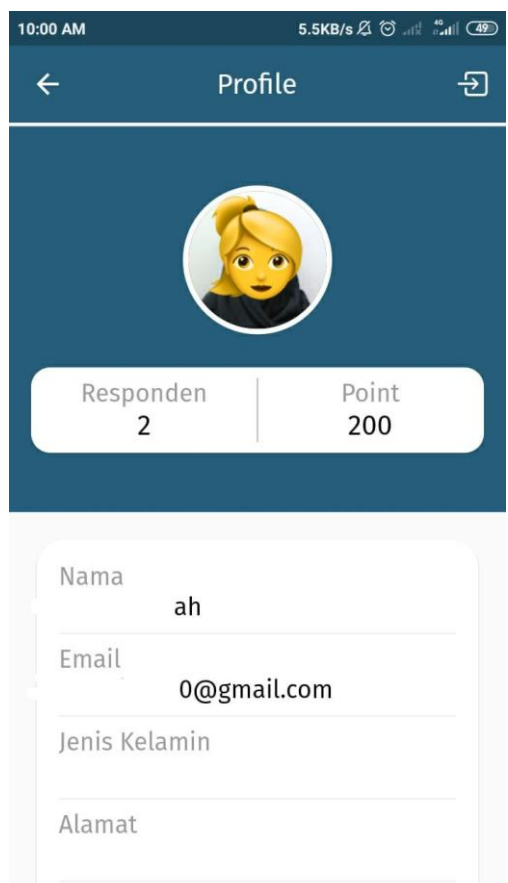 10:00 AM 5.5KB/s 4G 49
Profile
Responden Point
2 200
Nama
ah
Email
0@gmail.com
Jenis Kelamin
Alamat